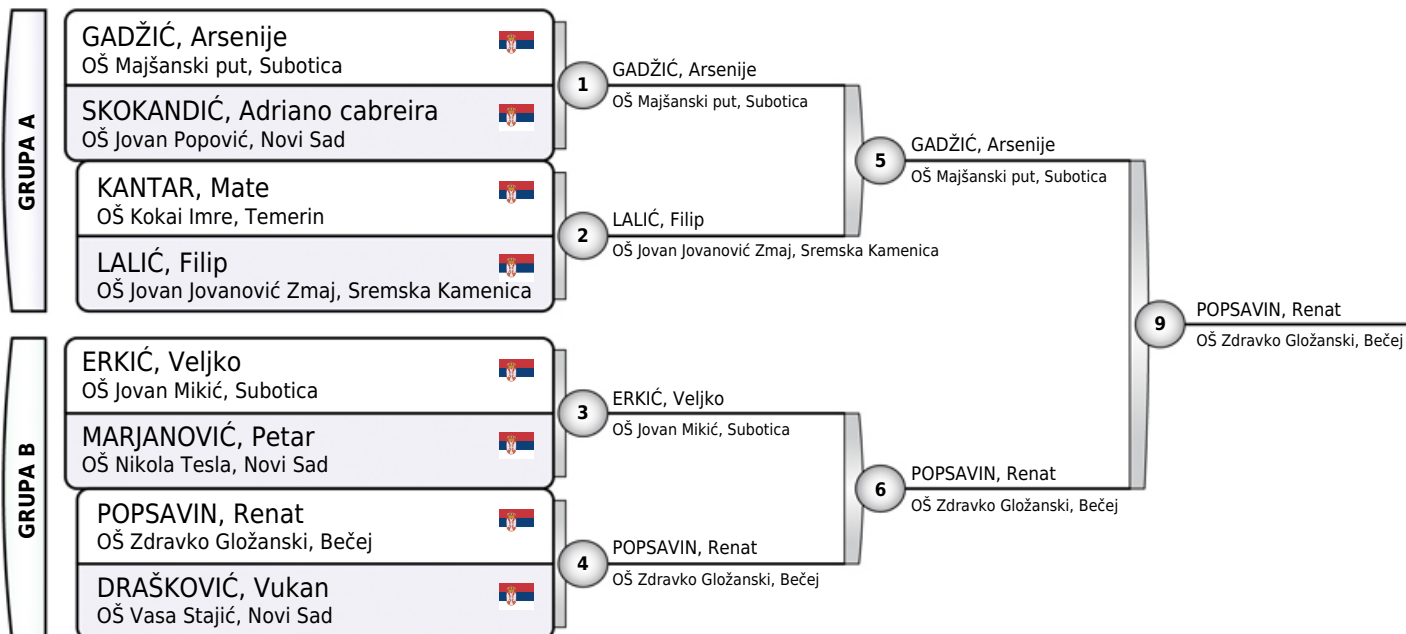 GRUPA A
GADŽIĆ, Arsenije
OŠ Majšanski put, Subotica
SKOKANDIĆ, Adriano cabreira
OŠ Jovan Popović, Novi Sad
KANTAR, Mate
OŠ Kokai Imre, Temerin
LALIĆ, Filip
OŠ Jovan Jovanović Zmaj, Sremska Kamenica
GRUPA B
ERKIĆ, Veljko
OŠ Jovan Mikić, Subotica
MARJANOVIĆ, Petar
OŠ Nikola Tesla, Novi Sad
POPSAVIN, Renat
OŠ Zdravko Gložanski, Bečej
DRAŠKOVIĆ, Vukan
OŠ Vasa Stajić, Novi Sad
1
GADŽIĆ, Arsenije
OŠ Majšanski put, Subotica
2
LALIĆ, Filip
OŠ Jovan Jovanović Zmaj, Sremska Kamenica
3
ERKIĆ, Veljko
OŠ Jovan Mikić, Subotica
4
POPSAVIN, Renat
OŠ Zdravko Gložanski, Bečej
5
GADŽIĆ, Arsenije
OŠ Majšanski put, Subotica
6
POPSAVIN, Renat
OŠ Zdravko Gložanski, Bečej
9
POPSAVIN, Renat
OŠ Zdravko Gložanski, Bečej